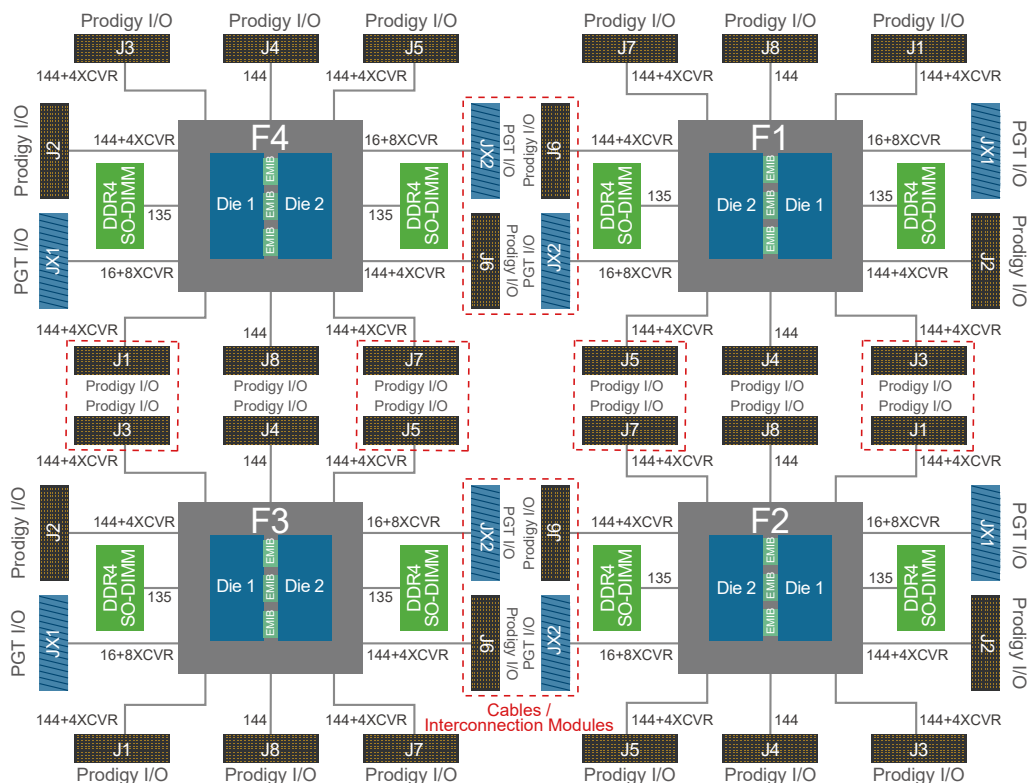 Prodigy I/O Prodigy I/O Prodigy I/O Prodigy I/O Prodigy I/O Prodigy I/O
J3 J4 J5 J7 J8 J1
144+4XCVR 144 144+4XCVR 144+4XCVR 144 144+4XCVR
Prodigy I/O
J2
144+4XCVR
F4
16+8XCVR
JX2
PGT I/O
Prodigy I/O
J6
144+4XCVR
F1
16+8XCVR
JX1
PGT I/O
DDR4
SO-DIMM
135
Die 1
EMIB
EMIB
EMIB
Die 2
135
DDR4
SO-DIMM
DDR4
SO-DIMM
135
Die 2
EMIB
EMIB
EMIB
Die 1
135
DDR4
SO-DIMM
PGT I/O
JX1
16+8XCVR
144+4XCVR
J6
Prodigy I/O
PGT I/O
JX2
16+8XCVR
144+4XCVR
J2
Prodigy I/O
144+4XCVR 144 144+4XCVR 144+4XCVR 144 144+4XCVR
J1 J8 J7 J5 J4 J3
Prodigy I/O Prodigy I/O Prodigy I/O Prodigy I/O Prodigy I/O Prodigy I/O
Prodigy I/O Prodigy I/O Prodigy I/O Prodigy I/O Prodigy I/O Prodigy I/O
J3 J4 J5 J7 J8 J1
144+4XCVR 144 144+4XCVR 144+4XCVR 144 144+4XCVR
Prodigy I/O
J2
144+4XCVR
F3
16+8XCVR
JX2
PGT I/O
Prodigy I/O
J6
144+4XCVR
F2
16+8XCVR
JX1
PGT I/O
DDR4
SO-DIMM
135
Die 1
EMIB
EMIB
EMIB
Die 2
135
DDR4
SO-DIMM
DDR4
SO-DIMM
135
Die 2
EMIB
EMIB
EMIB
Die 1
135
DDR4
SO-DIMM
PGT I/O
JX1
16+8XCVR
144+4XCVR
J6
Prodigy I/O
PGT I/O
JX2
16+8XCVR
144+4XCVR
J2
Prodigy I/O
Cables /
Interconnection Modules
144+4XCVR 144 144+4XCVR 144+4XCVR 144 144+4XCVR
J1 J8 J7 J5 J4 J3
Prodigy I/O Prodigy I/O Prodigy I/O Prodigy I/O Prodigy I/O Prodigy I/O